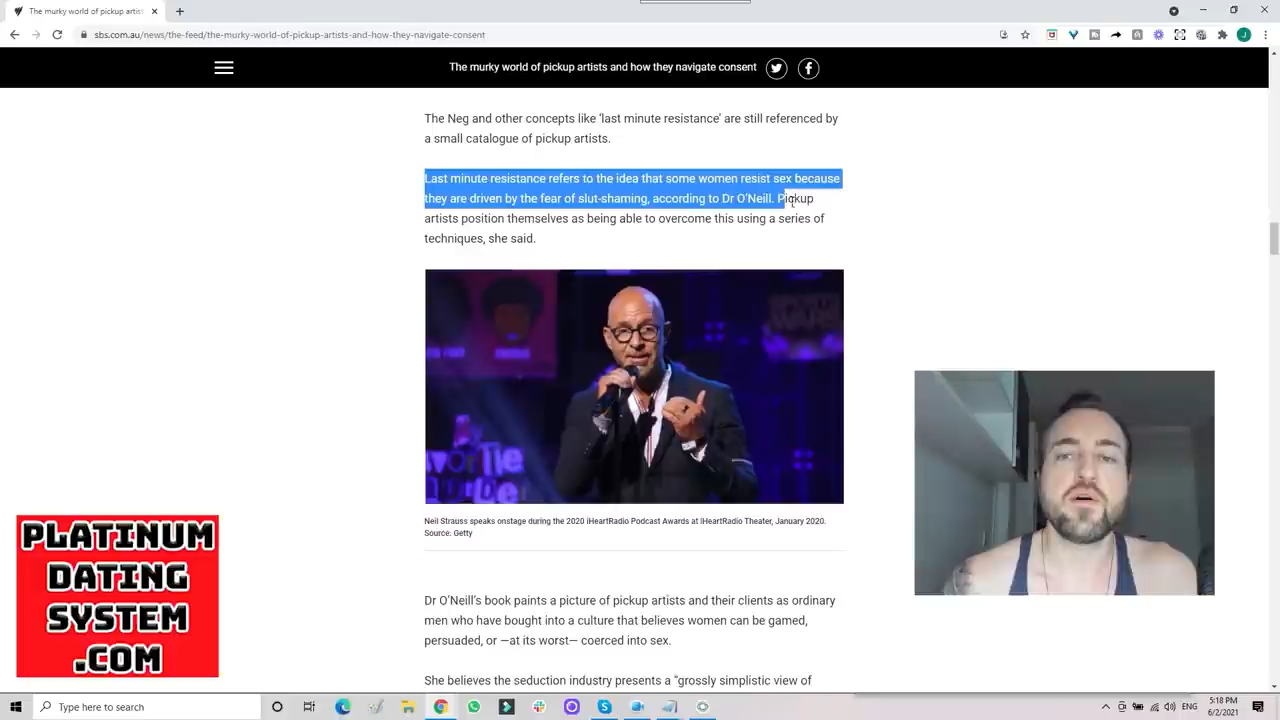 The murky world of pickup artis
sbs.com.au/news/the-feed/the-murky-world-of-pickup-artists-and-how-they-navigate-consent
J
The murky world of pickup artists and how they navigate consent
The Neg and other concepts like ‘last minute resistance’ are still referenced by
a small catalogue of pickup artists.
Last minute resistance refers to the idea that some women resist sex because
they are driven by the fear of slut-shaming, according to Dr O’Neill. Pickup
artists position themselves as being able to overcome this using a series of
techniques, she said.
Neil Strauss speaks onstage during the 2020 iHeartRadio Podcast Awards at iHeartRadio Theater, January 2020.
Source: Getty
PLATINUM
DATING
SYSTEM
.COM
Dr O’Neill’s book paints a picture of pickup artists and their clients as ordinary
men who have bought into a culture that believes women can be gamed,
persuaded, or —at its worst— coerced into sex.
She believes the seduction industry presents a “grossly simplistic view of
Type here to search
ENG
5:18 PM
6/2/2021